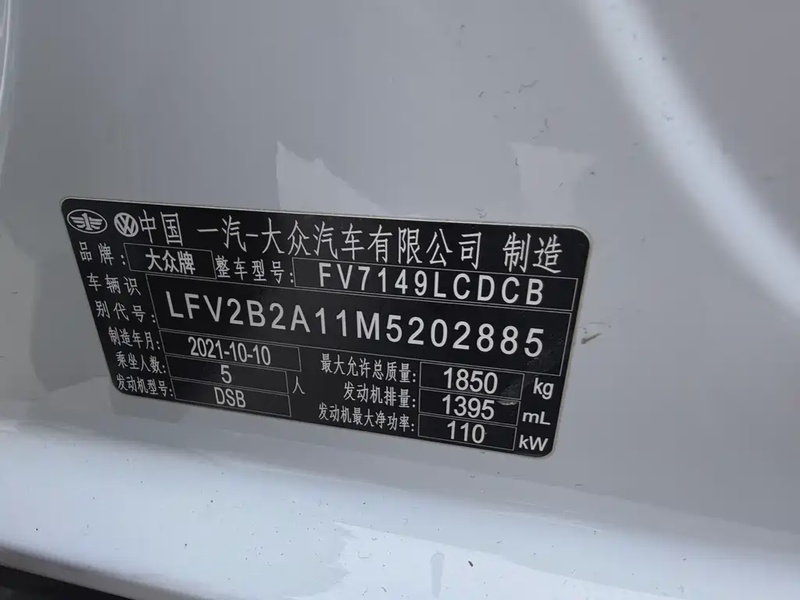 中国 一汽-大众汽车有限公司 制造
品牌: 大众牌 整车型号: FV7149LCDCB
车辆识别代号: LFV2B2A11M5202885
制造年月: 2021-10-10 最大允许总质量: 1850 kg
乘坐人数: 5 人 发动机排量: 1395 mL
发动机型号: DSB 发动机最大净功率: 110 kW